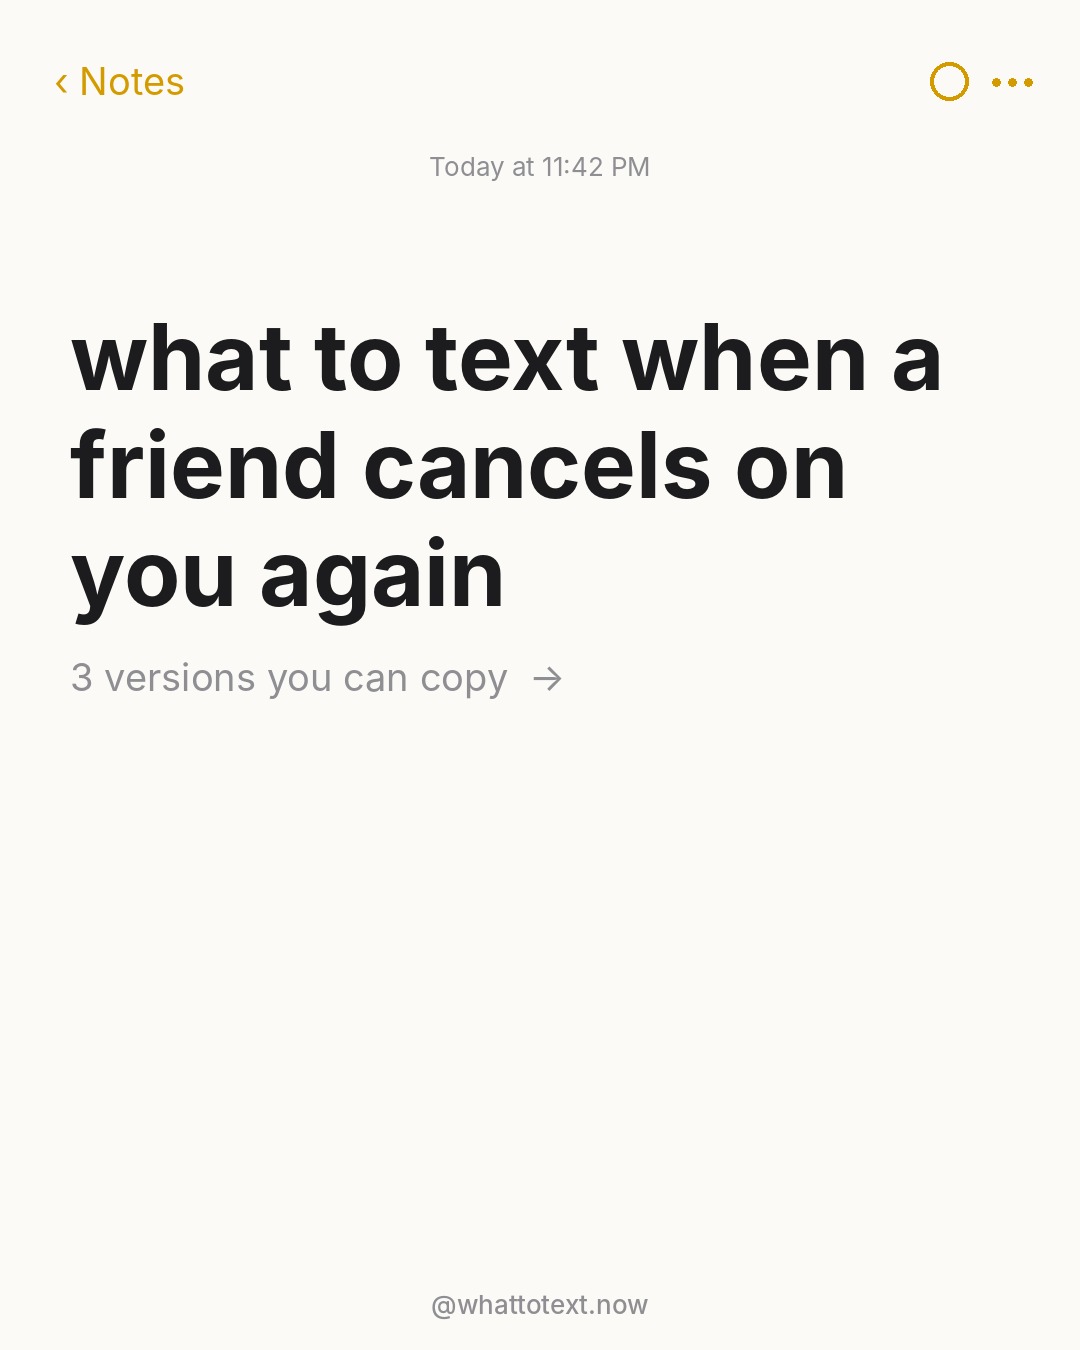 ‹ Notes
Today at 11:42 PM
what to text when a
friend cancels on
you again
3 versions you can copy →
@whattotext.now